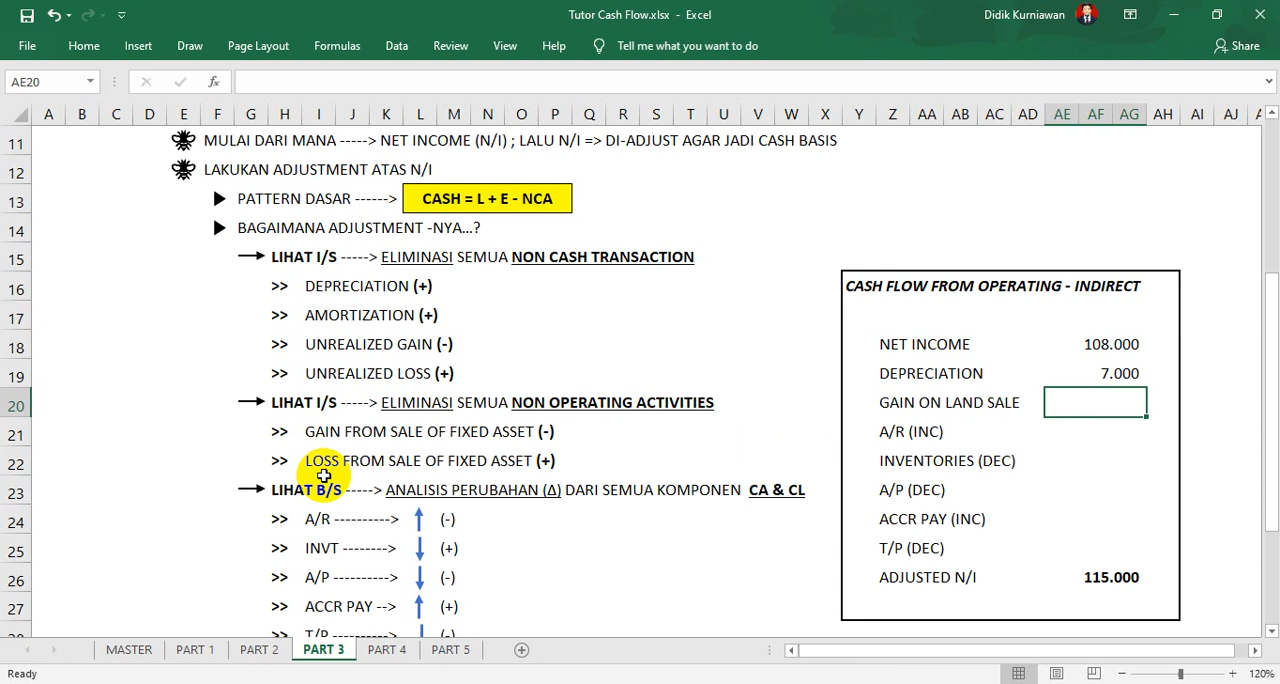 Tutor Cash Flow.xlsx - Excel
Didik Kurniawan
File Home Insert Draw Page Layout Formulas Data Review View Help Tell me what you want to do Share
AE20 fx
A B C D E F G H I J K L M N O P Q R S T U V W X Y Z AA AB AC AD AE AF AG AH AI AJ
11 MULAI DARI MANA -----> NET INCOME (N/I) ; LALU N/I => DI-ADJUST AGAR JADI CASH BASIS
12 LAKUKAN ADJUSTMENT ATAS N/I
13 PATTERN DASAR ------> CASH = L + E - NCA
14 BAGAIMANA ADJUSTMENT -NYA...?
15 LIHAT I/S -----> ELIMINASI SEMUA NON CASH TRANSACTION
16 >> DEPRECIATION (+) CASH FLOW FROM OPERATING - INDIRECT
17 >> AMORTIZATION (+)
18 >> UNREALIZED GAIN (-) NET INCOME 108.000
19 >> UNREALIZED LOSS (+) DEPRECIATION 7.000
20 LIHAT I/S -----> ELIMINASI SEMUA NON OPERATING ACTIVITIES GAIN ON LAND SALE
21 >> GAIN FROM SALE OF FIXED ASSET (-) A/R (INC)
22 >> LOSS FROM SALE OF FIXED ASSET (+) INVENTORIES (DEC)
23 LIHAT B/S -----> ANALISIS PERUBAHAN (Δ) DARI SEMUA KOMPONEN CA & CL A/P (DEC)
24 >> A/R ----------> (-) ACCR PAY (INC)
25 >> INVT --------> (+) T/P (DEC)
26 >> A/P ----------> (-) ADJUSTED N/I 115.000
27 >> ACCR PAY --> (+)
28 >> T/P ----------> (-)
MASTER PART 1 PART 2 PART 3 PART 4 PART 5
Ready 120%